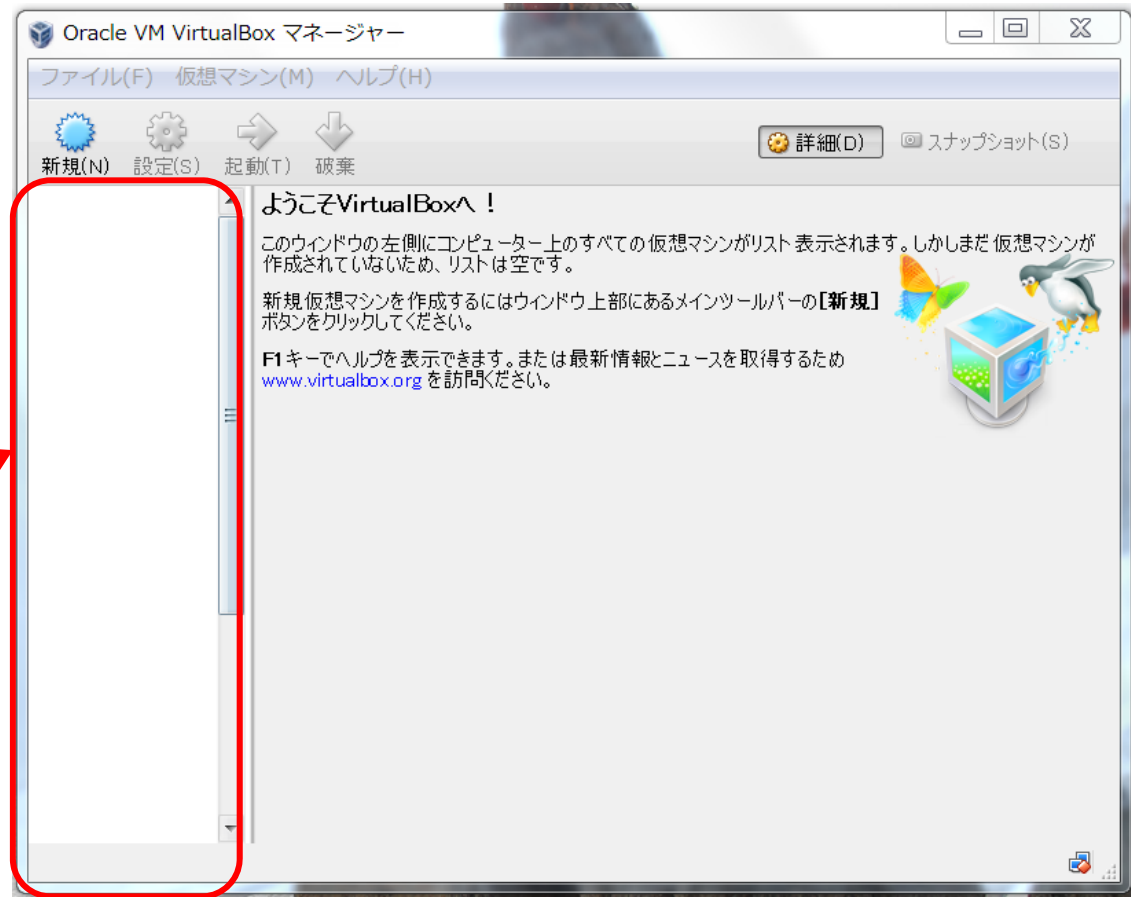 Oracle VM VirtualBox マネージャー
ファイル(F) 仮想マシン(M) ヘルプ(H)
新規(N) 設定(S) 起動(T) 破棄 詳細(D) スナップショット(S)
ようこそVirtualBoxへ！
このウィンドウの左側にコンピューター上のすべての仮想マシンがリスト表示されます。しかしまだ仮想マシンが
作成されていないため、リストは空です。
新規仮想マシンを作成するにはウィンドウ上部にあるメインツールバーの[新規]
ボタンをクリックしてください。
F1キーでヘルプを表示できます。または最新情報とニュースを取得するため
www.virtualbox.orgを訪問ください。